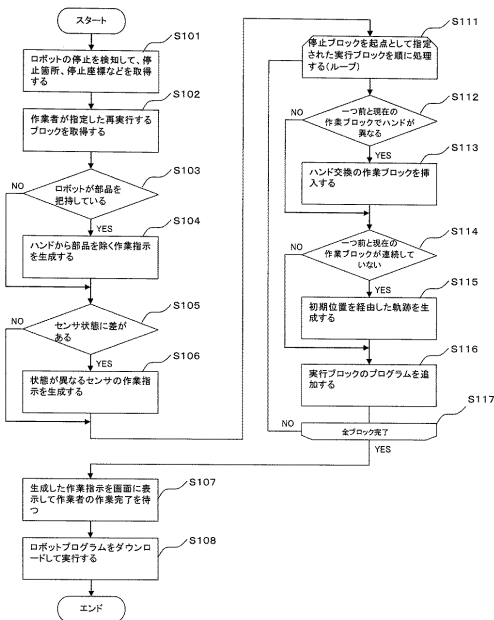 スタート
S101
ロボットの停止を検知して、停
止箇所、停止座標などを取得
する
S102
作業者が指定した再実行する
ブロックを取得する
S103
ロボットが部品を
把持している
NO
YES
S104
ハンドから部品を除く作業指示
を生成する
S105
センサ状態に差が
ある
NO
YES
S106
状態が異なるセンサの作業指示
を生成する
S111
停止ブロックを起点として指定
された実行ブロックを順に処理
する(ループ)
S112
一つ前と現在の
作業ブロックでハンドが
異なる
NO
YES
S113
ハンド交換の作業ブロックを挿
入する
S114
一つ前と現在の
作業ブロックが連続して
いない
NO
YES
S115
初期位置を経由した軌跡を
生成する
S116
実行ブロックのプログラムを追
加する
S117
NO
全ブロック完了
YES
S107
生成した作業指示を画面に表
示して作業者の作業完了を待
つ
S108
ロボットプログラムをダウンロ
ードして実行する
エンド